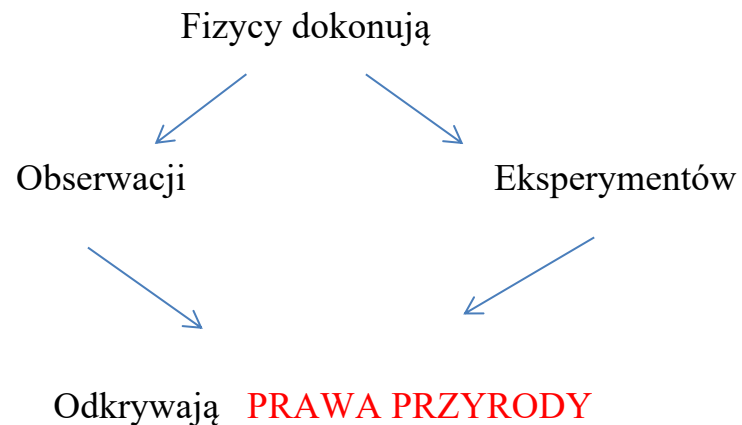 Fizycy dokonują
Obserwacji
Eksperymentów
Odkrywają PRAWA PRZYRODY